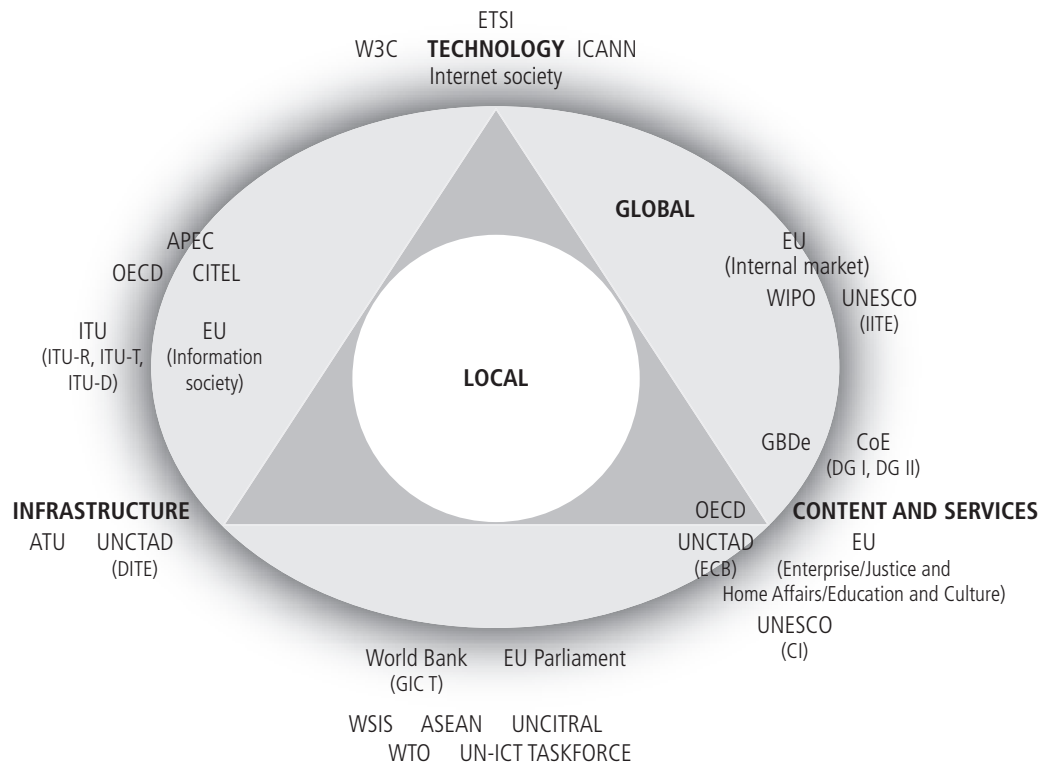 ETSI
W3C TECHNOLOGY ICANN
Internet society
GLOBAL
APEC
OECD CITEL
ITU
(ITU-R, ITU-T,
ITU-D)
EU
(Information
society)
EU
(Internal market)
WIPO UNESCO
(IITE)
LOCAL
GBDe CoE
(DG I, DG II)
INFRASTRUCTURE
ATU UNCTAD
(DITE)
OECD CONTENT AND SERVICES
UNCTAD
(ECB)
EU
(Enterprise/Justice and
Home Affairs/Education and Culture)
UNESCO
(CI)
World Bank EU Parliament
(GIC T)
WSIS ASEAN UNCITRAL
WTO UN-ICT TASKFORCE